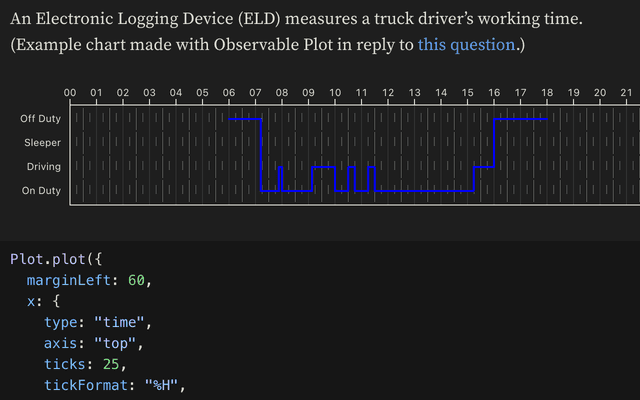 An Electronic Logging Device (ELD) measures a truck driver’s working time.
(Example chart made with Observable Plot in reply to this question.)
00 01 02 03 04 05 06 07 08 09 10 11 12 13 14 15 16 17 18 19 20 21
Off Duty
Sleeper
Driving
On Duty
Plot.plot({
  marginLeft: 60,
  x: {
    type: "time",
    axis: "top",
    ticks: 25,
    tickFormat: "%H",